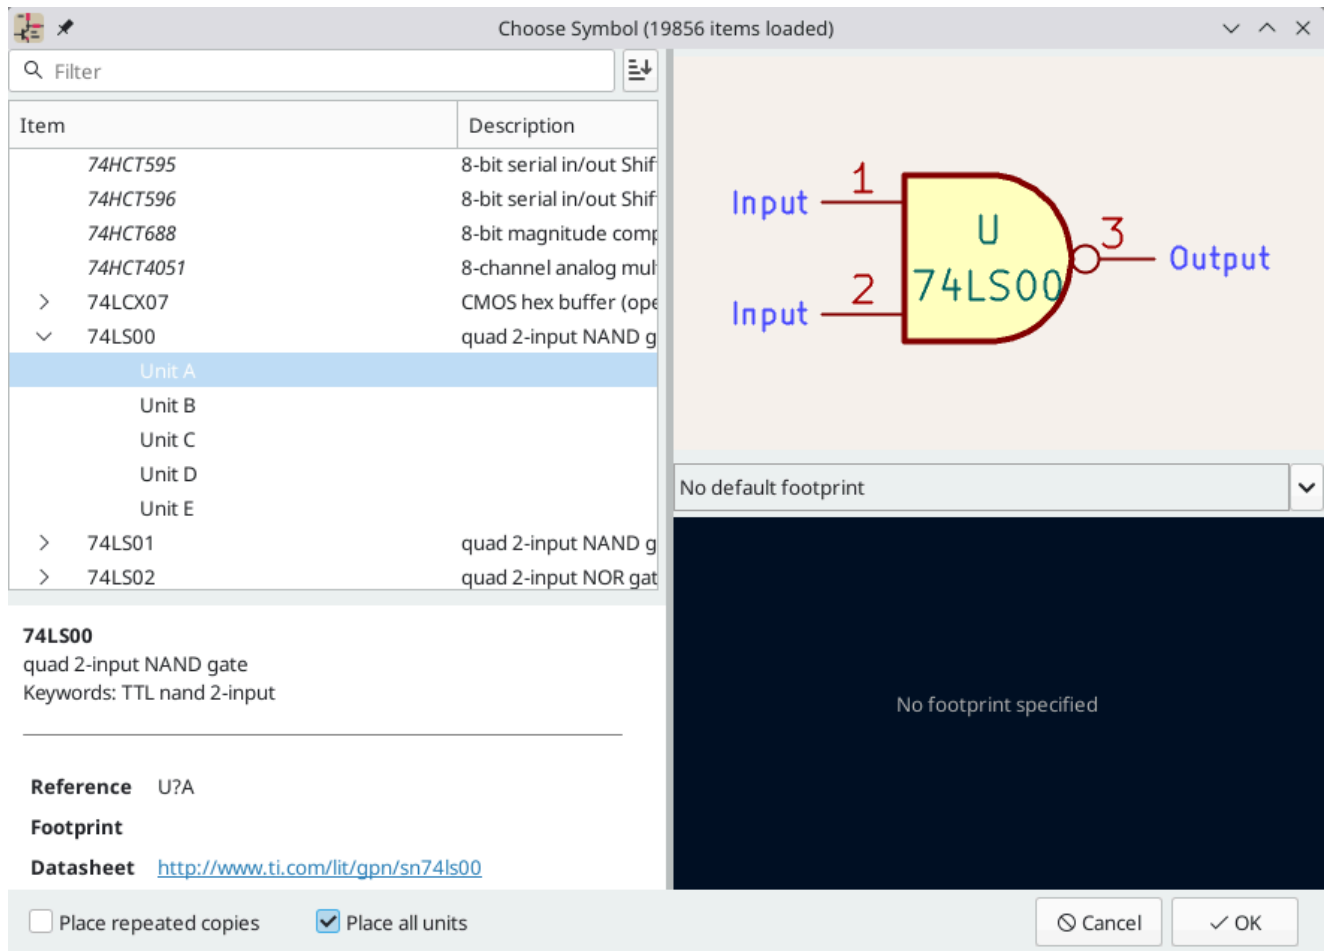 Choose Symbol (19856 items loaded)
Filter
Item Description
74HCT595 8-bit serial in/out Shif
74HCT596 8-bit serial in/out Shif
74HCT688 8-bit magnitude comp
74HCT4051 8-channel analog mul
74LCX07 CMOS hex buffer (ope
74LS00 quad 2-input NAND g
Unit A
Unit B
Unit C
Unit D
Unit E
74LS01 quad 2-input NAND g
74LS02 quad 2-input NOR gat
74LS00
quad 2-input NAND gate
Keywords: TTL nand 2-input
Reference U?A
Footprint
Datasheet http://www.ti.com/lit/gpn/sn74ls00
Place repeated copies Place all units
Input 1
U
3 Output
74LS00
Input 2
No default footprint
No footprint specified
Cancel OK